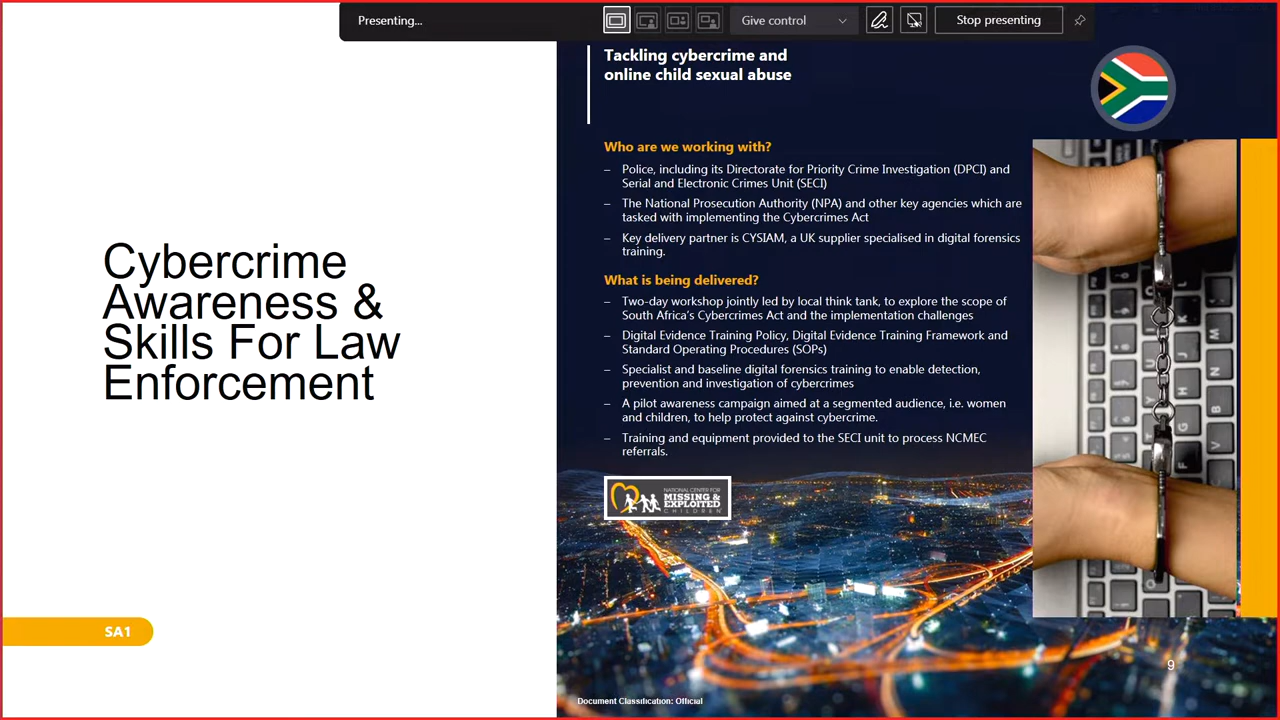 Presenting...
Give control
Stop presenting
Tackling cybercrime and
online child sexual abuse
Who are we working with?
– Police, including its Directorate for Priority Crime Investigation (DPCI) and
Serial and Electronic Crimes Unit (SECI)
– The National Prosecution Authority (NPA) and other key agencies which are
tasked with implementing the Cybercrimes Act
– Key delivery partner is CYSIAM, a UK supplier specialised in digital forensics
training.
What is being delivered?
– Two-day workshop jointly led by local think tank, to explore the scope of
South Africa's Cybercrimes Act and the implementation challenges
– Digital Evidence Training Policy, Digital Evidence Training Framework and
Standard Operating Procedures (SOPs)
– Specialist and baseline digital forensics training to enable detection,
prevention and investigation of cybercrimes
– A pilot awareness campaign aimed at a segmented audience, i.e. women
and children, to help protect against cybercrime.
– Training and equipment provided to the SECI unit to process NCMEC
referrals.
NATIONAL CENTER FOR
MISSING &
EXPLOITED
CHILDREN
Cybercrime
Awareness &
Skills For Law
Enforcement
SA1
9
Document Classification: Official